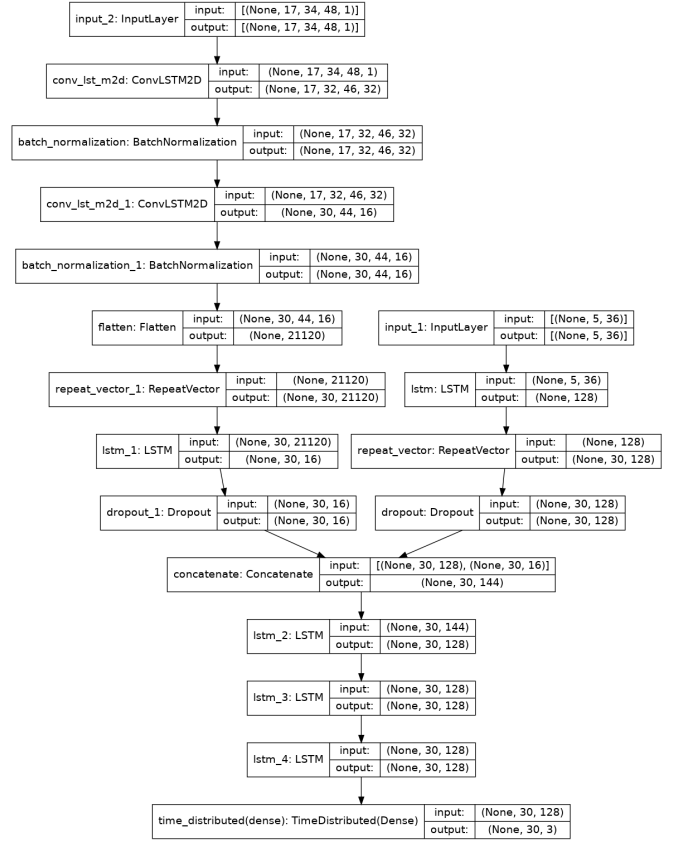 input_2: InputLayer
input: [(None, 17, 34, 48, 1)]
output: [(None, 17, 34, 48, 1)]
conv_lst_m2d: ConvLSTM2D
input: (None, 17, 34, 48, 1)
output: (None, 17, 32, 46, 32)
batch_normalization: BatchNormalization
input: (None, 17, 32, 46, 32)
output: (None, 17, 32, 46, 32)
conv_lst_m2d_1: ConvLSTM2D
input: (None, 17, 32, 46, 32)
output: (None, 30, 44, 16)
batch_normalization_1: BatchNormalization
input: (None, 30, 44, 16)
output: (None, 30, 44, 16)
flatten: Flatten
input: (None, 30, 44, 16)
output: (None, 21120)
input_1: InputLayer
input: [(None, 5, 36)]
output: [(None, 5, 36)]
repeat_vector_1: RepeatVector
input: (None, 21120)
output: (None, 30, 21120)
lstm: LSTM
input: (None, 5, 36)
output: (None, 128)
lstm_1: LSTM
input: (None, 30, 21120)
output: (None, 30, 16)
repeat_vector: RepeatVector
input: (None, 128)
output: (None, 30, 128)
dropout_1: Dropout
input: (None, 30, 16)
output: (None, 30, 16)
dropout: Dropout
input: (None, 30, 128)
output: (None, 30, 128)
concatenate: Concatenate
input: [(None, 30, 128), (None, 30, 16)]
output: (None, 30, 144)
lstm_2: LSTM
input: (None, 30, 144)
output: (None, 30, 128)
lstm_3: LSTM
input: (None, 30, 128)
output: (None, 30, 128)
lstm_4: LSTM
input: (None, 30, 128)
output: (None, 30, 128)
time_distributed(dense): TimeDistributed(Dense)
input: (None, 30, 128)
output: (None, 30, 3)